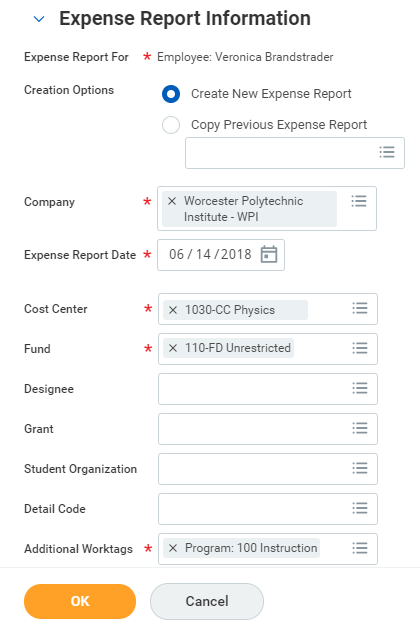 Expense Report Information
Expense Report For * Employee: Veronica Brandstrader
Creation Options
Create New Expense Report
Copy Previous Expense Report
Company * × Worcester Polytechnic
Institute - WPI
Expense Report Date * 06 / 14 / 2018
Cost Center * × 1030-CC Physics
Fund * × 110-FD Unrestricted
Designee
Grant
Student Organization
Detail Code
Additional Worktags * × Program: 100 Instruction
OK Cancel